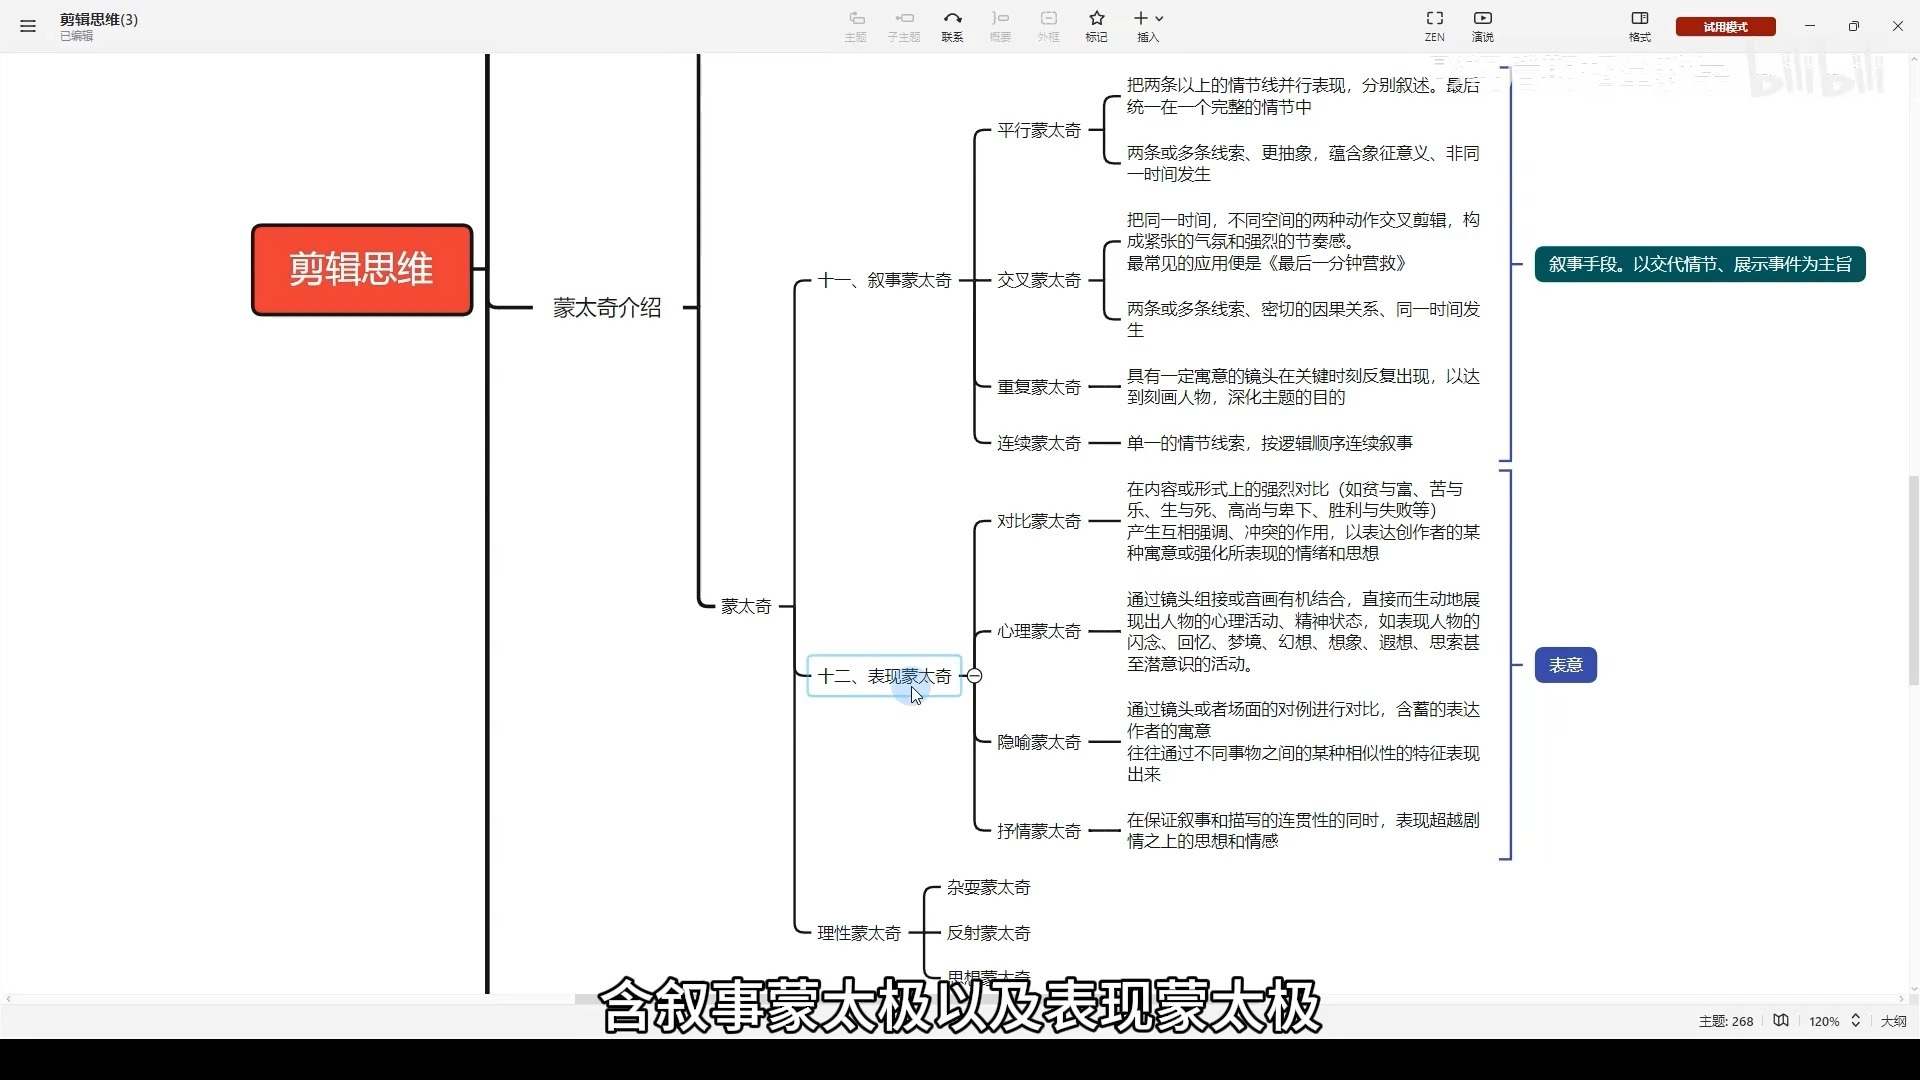 剪辑思维(3)
已编辑
主题
子主题
联系
概要
外框
标记
插入
ZEN
演说
格式
试用模式
bilibili
剪辑思维
蒙太奇介绍
蒙太奇
十一、叙事蒙太奇
平行蒙太奇
把两条以上的情节线并行表现，分别叙述。最后
统一在一个完整的情节中
两条或多条线索、更抽象，蕴含象征意义、非同
一时间发生
交叉蒙太奇
把同一时间，不同空间的两种动作交叉剪辑，构
成紧张的气氛和强烈的节奏感。
最常见的应用便是《最后一分钟营救》
两条或多条线索、密切的因果关系、同一时间发
生
重复蒙太奇
具有一定寓意的镜头在关键时刻反复出现，以达
到刻画人物，深化主题的目的
连续蒙太奇
单一的情节线索，按逻辑顺序连续叙事
叙事手段。以交代情节、展示事件为主旨
十二、表现蒙太奇
对比蒙太奇
在内容或形式上的强烈对比（如贫与富、苦与
乐、生与死、高尚与卑下、胜利与失败等）
产生互相强调、冲突的作用，以表达创作者的某
种寓意或强化所表现的情绪和思想
心理蒙太奇
通过镜头组接或音画有机结合，直接而生动地展
现出人物的心理活动、精神状态，如表现人物的
闪念、回忆、梦境、幻想、想象、遐想、思索甚
至潜意识的活动。
隐喻蒙太奇
通过镜头或者场面的对例进行对比，含蓄的表达
作者的寓意
往往通过不同事物之间的某种相似性的特征表现
出来
抒情蒙太奇
在保证叙事和描写的连贯性的同时，表现超越剧
情之上的思想和情感
表意
理性蒙太奇
杂耍蒙太奇
反射蒙太奇
思想蒙太奇
含叙事蒙太极以及表现蒙太极
主题: 268
120%
大纲